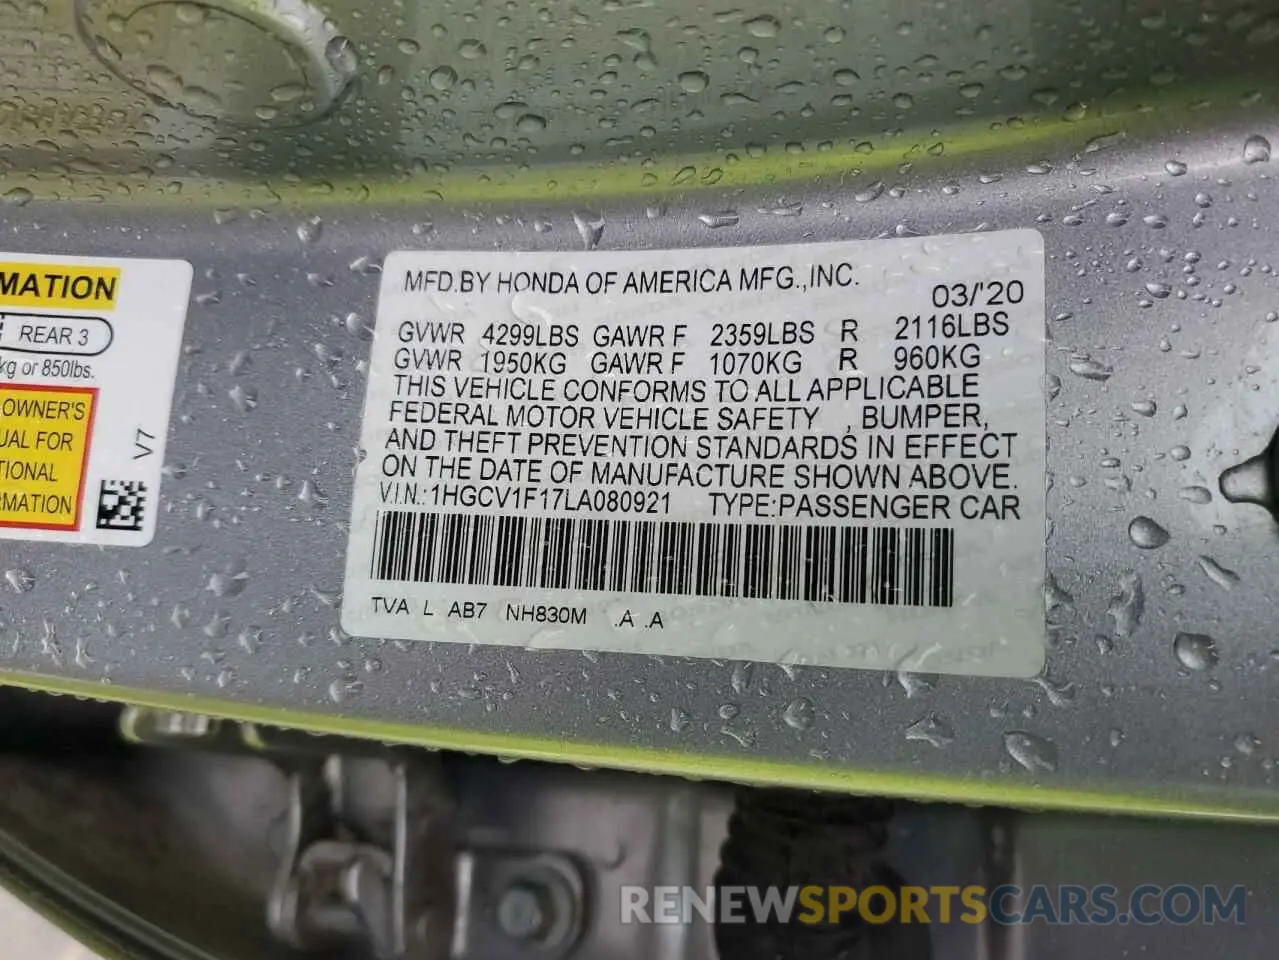 MATION
REAR 3
kg or 850lbs.
OWNER'S
UAL FOR
TIONAL
RMATION
V7
MFD.BY HONDA OF AMERICA MFG.,INC.
03/'20
GVWR 4299LBS GAWR F 2359LBS R 2116LBS
GVWR 1950KG GAWR F 1070KG R 960KG
THIS VEHICLE CONFORMS TO ALL APPLICABLE
FEDERAL MOTOR VEHICLE SAFETY , BUMPER,
AND THEFT PREVENTION STANDARDS IN EFFECT
ON THE DATE OF MANUFACTURE SHOWN ABOVE.
V.I.N.:1HGCV1F17LA080921 TYPE:PASSENGER CAR
TVA L AB7 NH830M .A .A
RENEWSPORTSCARS.COM